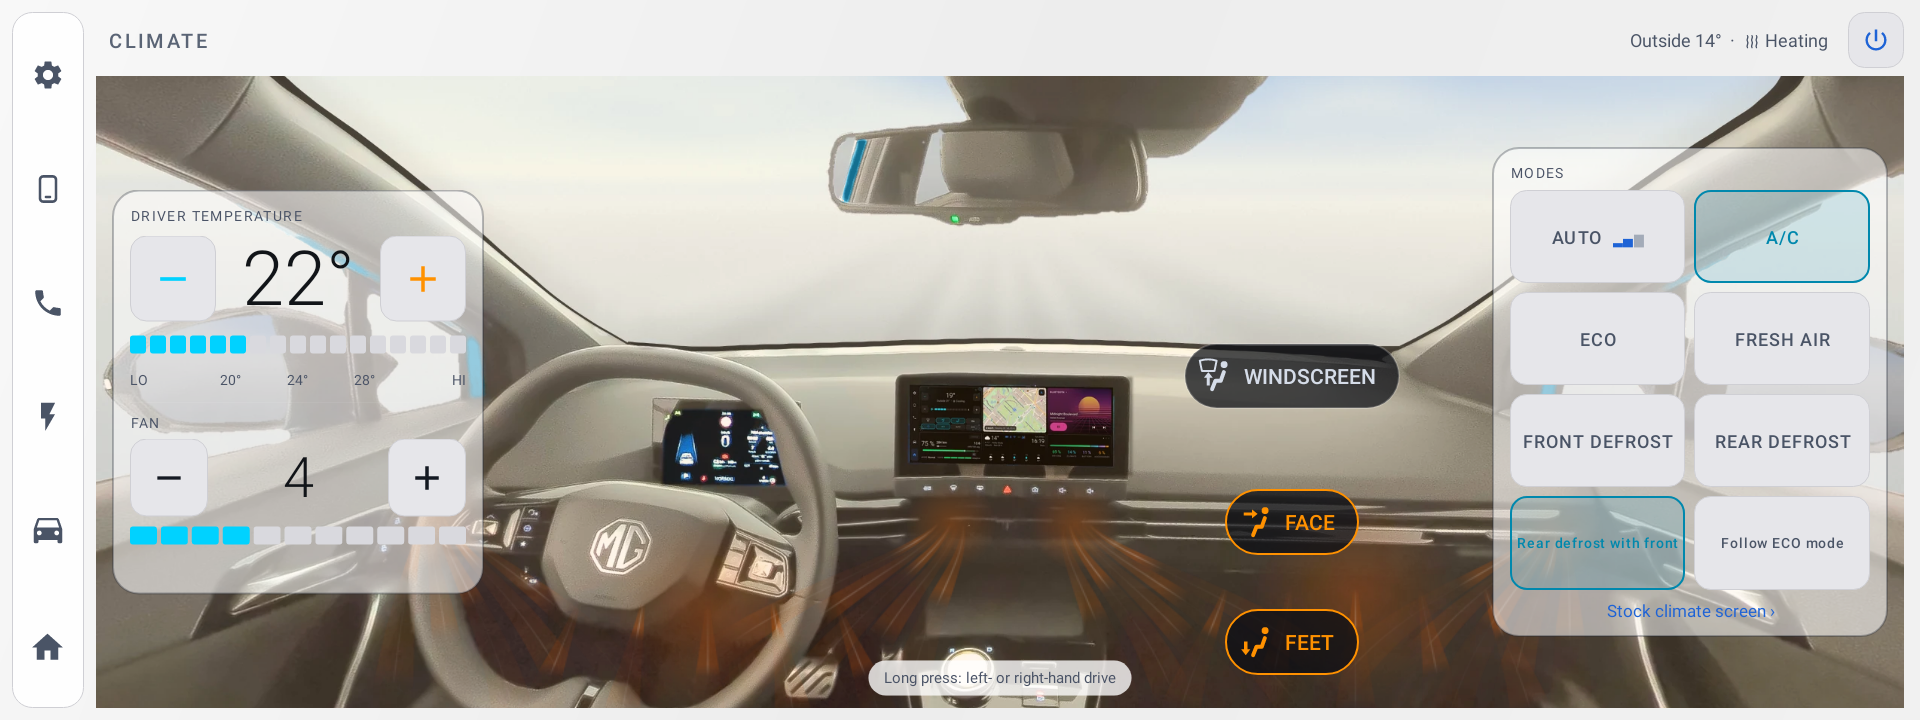 CLIMATE
Outside 14° · Heating
DRIVER TEMPERATURE
22°
LO 20° 24° 28° HI
FAN
4
MG
WINDSCREEN
FACE
FEET
Long press: left- or right-hand drive
MODES
AUTO
A/C
ECO
FRESH AIR
FRONT DEFROST
REAR DEFROST
Rear defrost with front
Follow ECO mode
Stock climate screen ›